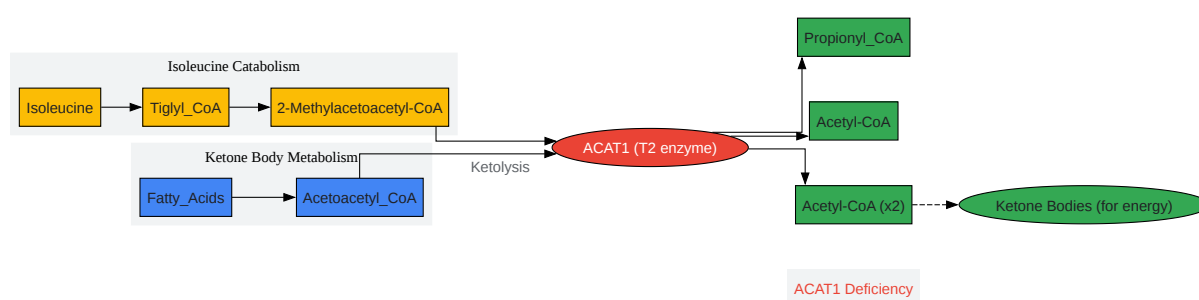 Isoleucine Catabolism
Isoleucine
Tiglyl_CoA
2-Methylacetoacetyl-CoA
Ketone Body Metabolism
Fatty_Acids
Acetoacetyl_CoA
Ketolysis
ACAT1 (T2 enzyme)
Propionyl_CoA
Acetyl-CoA
Acetyl-CoA (x2)
Ketone Bodies (for energy)
ACAT1 Deficiency